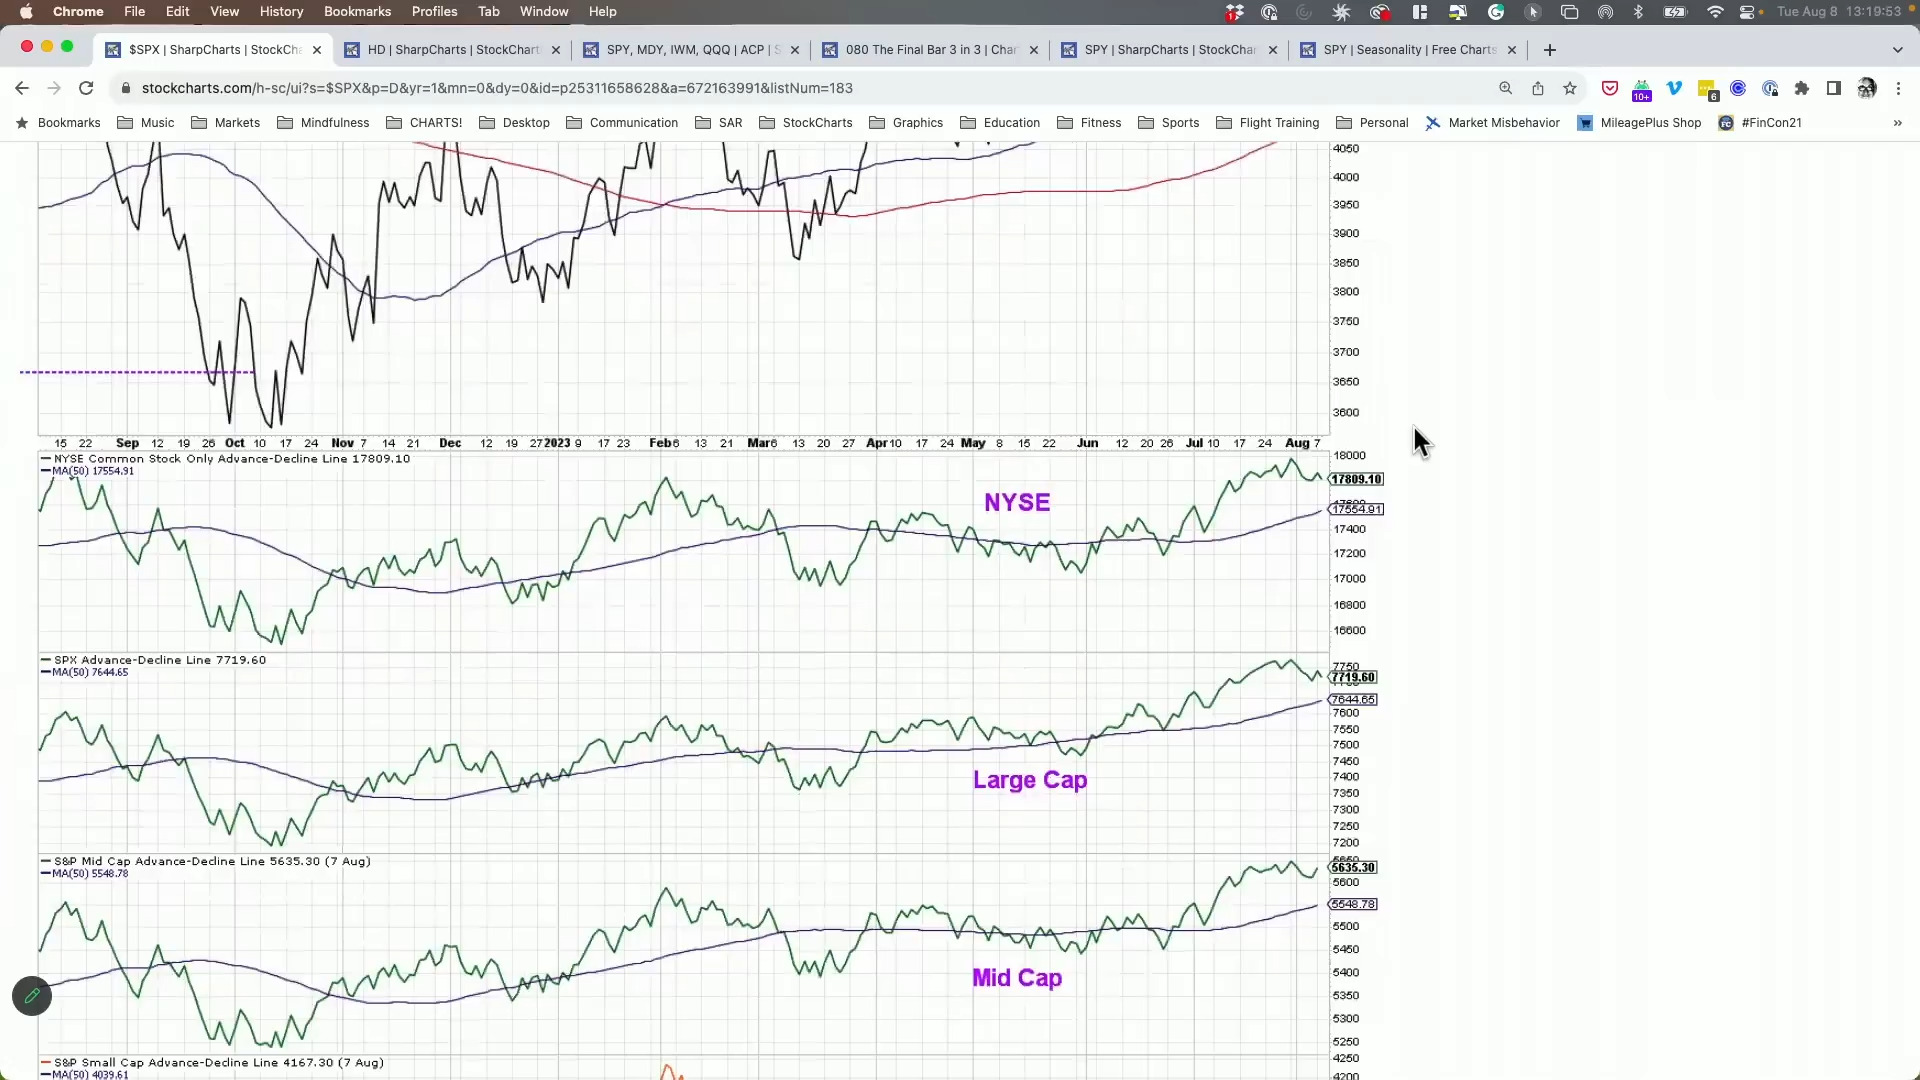 Chrome File Edit View History Bookmarks Profiles Tab Window Help Tue Aug 8 13:19:53
$SPX | SharpCharts | StockCha HD | SharpCharts | StockChart SPY, MDY, IWM, QQQ | ACP | S 080 The Final Bar 3 in 3 | Char SPY | SharpCharts | StockChar SPY | Seasonality | Free Charts
stockcharts.com/h-sc/ui?s=$SPX&p=D&yr=1&mn=0&dy=0&id=p25311658628&a=672163991&listNum=183 10+ 6
Bookmarks Music Markets Mindfulness CHARTS! Desktop Communication SAR StockCharts Graphics Education Fitness Sports Flight Training Personal Market Misbehavior MileagePlus Shop #FinCon21 »
4050
4000
3950
3900
3850
3800
3750
3700
3650
3600
15 22 Sep 12 19 26 Oct 10 17 24 Nov 7 14 21 Dec 12 19 27 2023 9 17 23 Feb 6 13 21 Mar 6 13 20 27 Apr 10 17 24 May 8 15 22 Jun 12 20 26 Jul 10 17 24 Aug 7
NYSE Common Stock Only Advance-Decline Line 17809.10
MA(50) 17554.91
NYSE
18000
17809.10
17554.91
17400
17200
17000
16800
16600
SPX Advance-Decline Line 7719.60
MA(50) 7644.65
Large Cap
7750
7719.60
7644.65
7600
7550
7500
7450
7400
7350
7300
7250
7200
S&P Mid Cap Advance-Decline Line 5635.30 (7 Aug)
MA(50) 5548.78
Mid Cap
5635.30
5600
5548.78
5500
5450
5400
5350
5300
5250
S&P Small Cap Advance-Decline Line 4167.30 (7 Aug)
MA(50) 4039.61
4250
4200